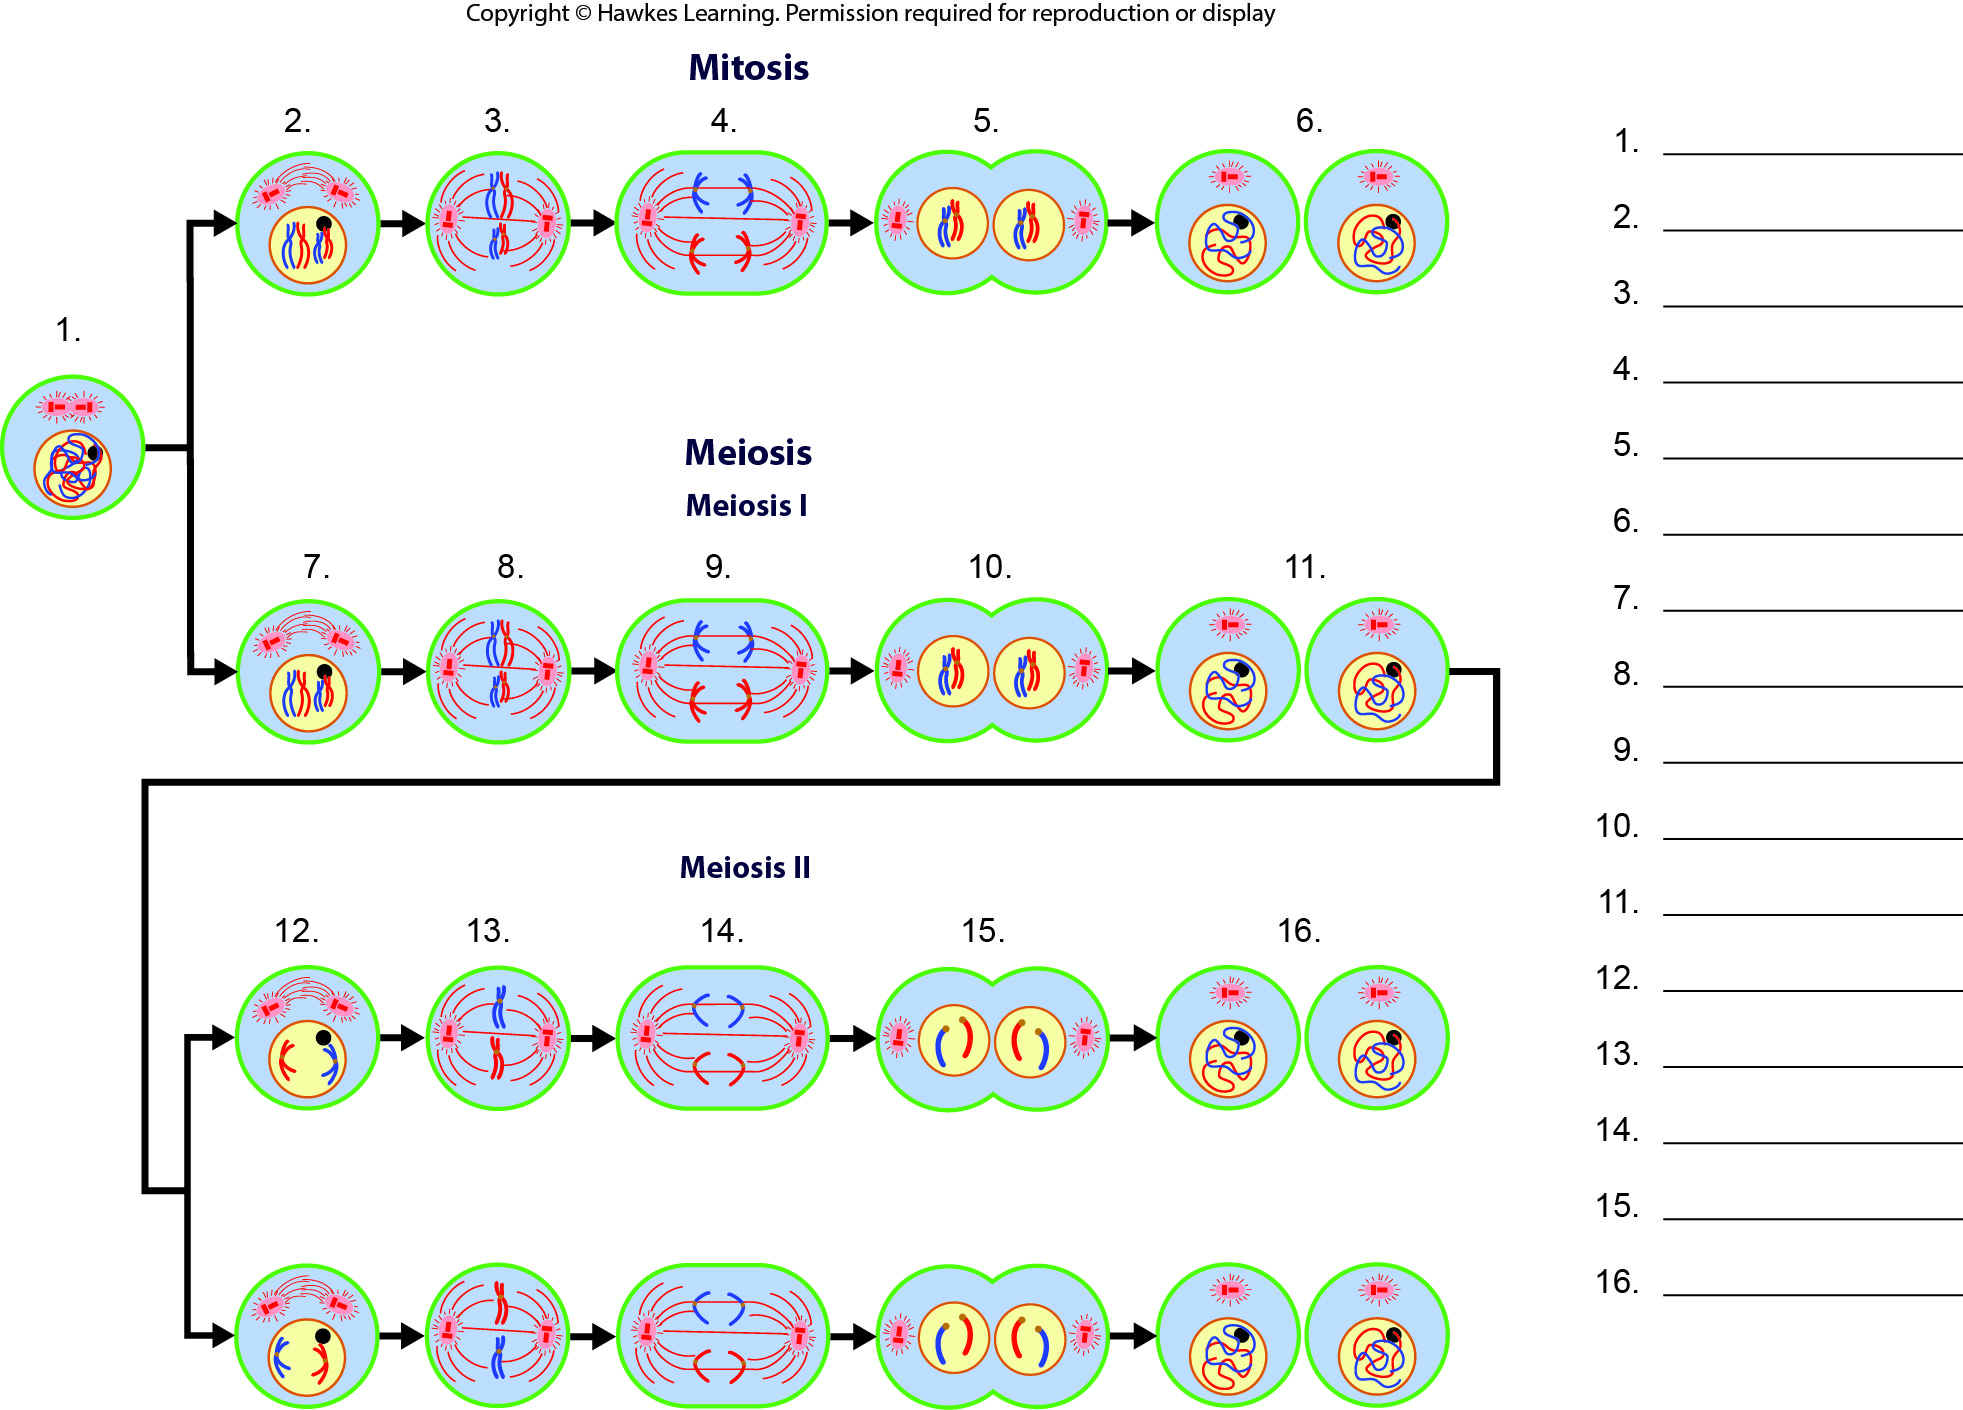 Copyright © Hawkes Learning. Permission required for reproduction or display
Mitosis
2. 3. 4. 5. 6.
1.
Meiosis
Meiosis I
7. 8. 9. 10. 11.
Meiosis II
12. 13. 14. 15. 16.
1.
2.
3.
4.
5.
6.
7.
8.
9.
10.
11.
12.
13.
14.
15.
16.